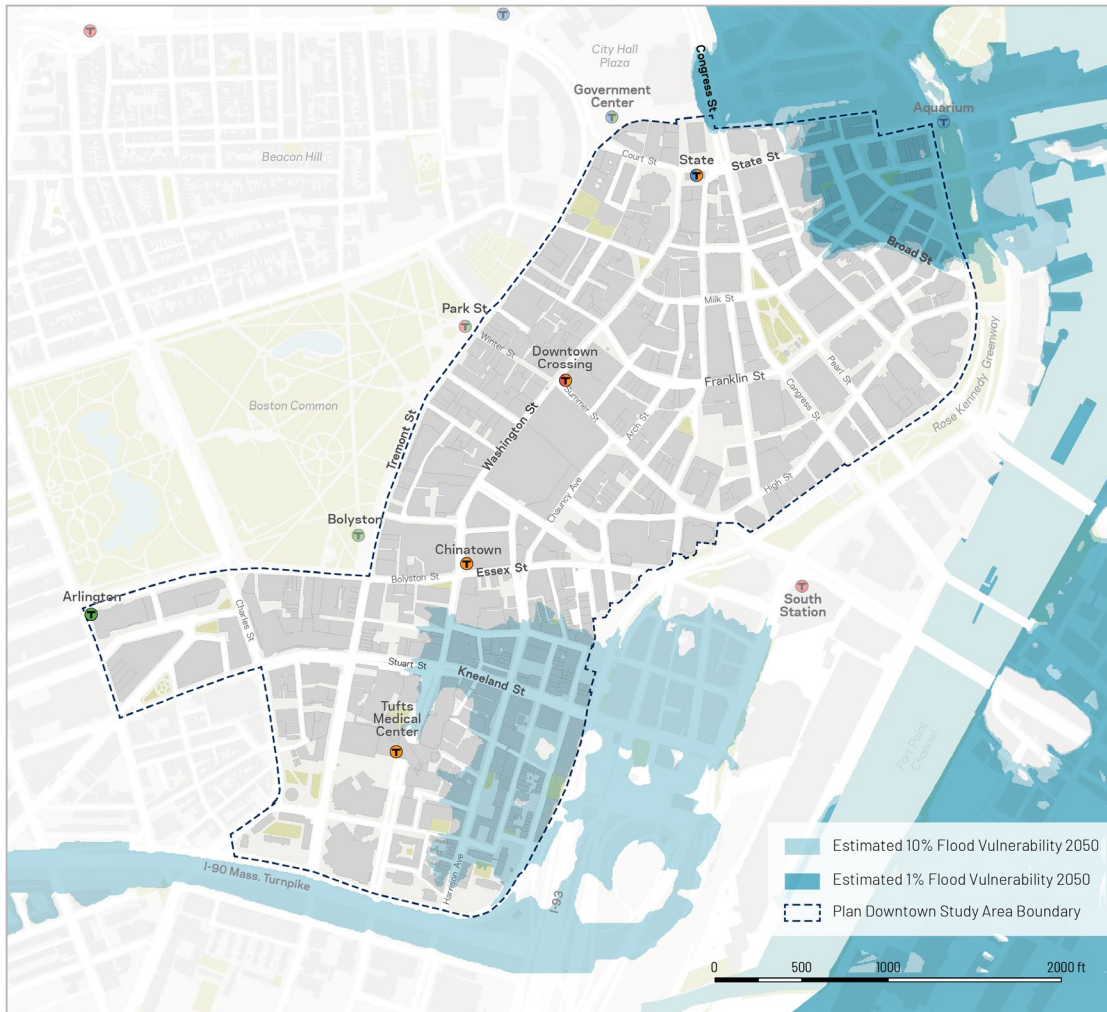 City Hall
Plaza
Congress St
Government
Center
Aquarium
Beacon Hill
Court St
State
State St
Broad St
Park St
Milk St
Winter St
Downtown
Crossing
Franklin St
Pearl St
Congress St
Rose Kennedy Greenway
Boston Common
Tremont St
Washington St
Summer St
Arch St
High St
Chauncy Ave
Bolyston
Chinatown
Bolyston St
Essex St
South
Station
Arlington
Charles St
Stuart St
Kneeland St
Tufts
Medical
Center
Fort Point
Channel
I-90 Mass. Turnpike
Harrison Ave
I-93
Estimated 10% Flood Vulnerability 2050
Estimated 1% Flood Vulnerability 2050
Plan Downtown Study Area Boundary
0 500 1000 2000 ft
T
T
T
T
T
T
T
T
T
T
T
T